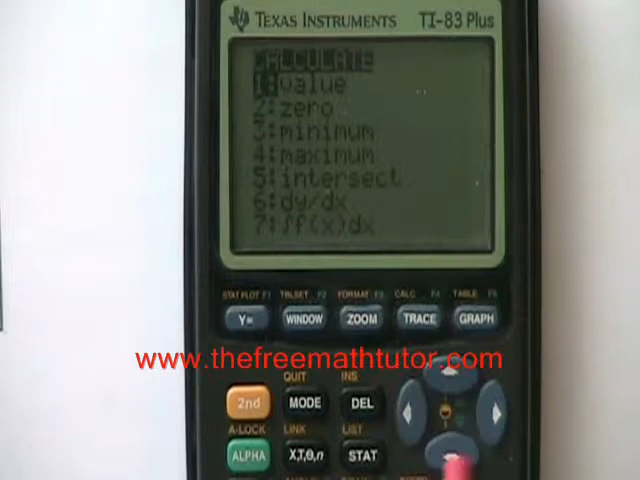 TEXAS INSTRUMENTS TI-83 Plus
CALCULATE
1:value
2:zero
3:minimum
4:maximum
5:intersect
6:dy/dx
7:∫f(x)dx
STAT PLOT F1 TBLSET F2 FORMAT F3 CALC F4 TABLE F5
Y= WINDOW ZOOM TRACE GRAPH
www.thefreemathtutor.com
QUIT INS
2nd MODE DEL
A-LOCK LINK LIST
ALPHA X,T,Θ,n STAT